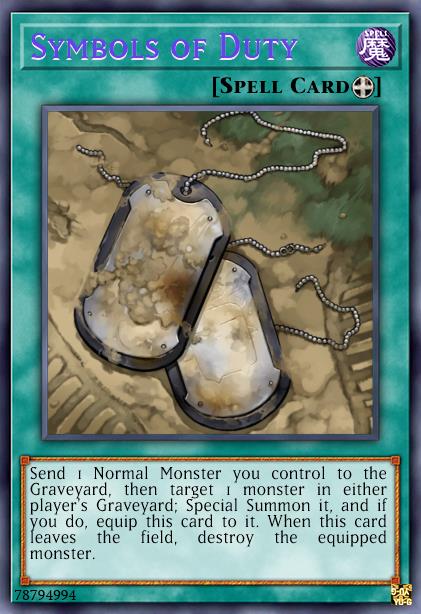 Symbols of Duty
SPELL
魔
[Spell Card]
Send 1 Normal Monster you control to the
Graveyard, then target 1 monster in either
player's Graveyard; Special Summon it, and if
you do, equip this card to it. When this card
leaves the field, destroy the equipped
monster.
78794994